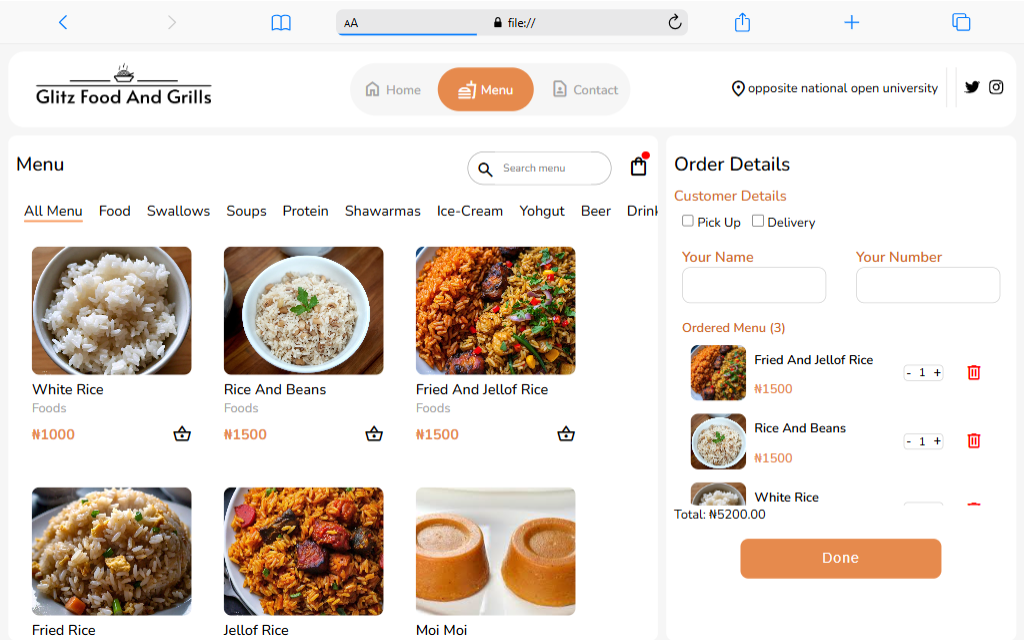 AA file://
Glitz Food And Grills
Home Menu Contact
opposite national open university
Menu
Search menu
All Menu Food Swallows Soups Protein Shawarmas Ice-Cream Yohgut Beer Drink
White Rice
Foods
₦1000
Rice And Beans
Foods
₦1500
Fried And Jellof Rice
Foods
₦1500
Fried Rice
Jellof Rice
Moi Moi
Order Details
Customer Details
Pick Up Delivery
Your Name Your Number
Ordered Menu (3)
Fried And Jellof Rice
₦1500
- 1 +
Rice And Beans
₦1500
- 1 +
White Rice
Total: ₦5200.00
Done